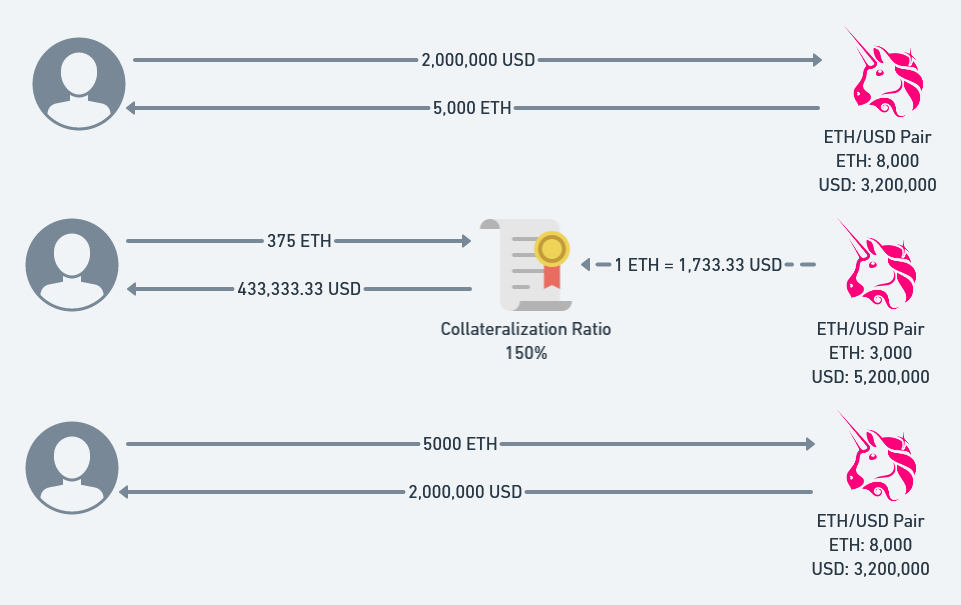 2,000,000 USD
5,000 ETH
ETH/USD Pair
ETH: 8,000
USD: 3,200,000
375 ETH
433,333.33 USD
Collateralization Ratio
150%
1 ETH = 1,733.33 USD
ETH/USD Pair
ETH: 3,000
USD: 5,200,000
5000 ETH
2,000,000 USD
ETH/USD Pair
ETH: 8,000
USD: 3,200,000